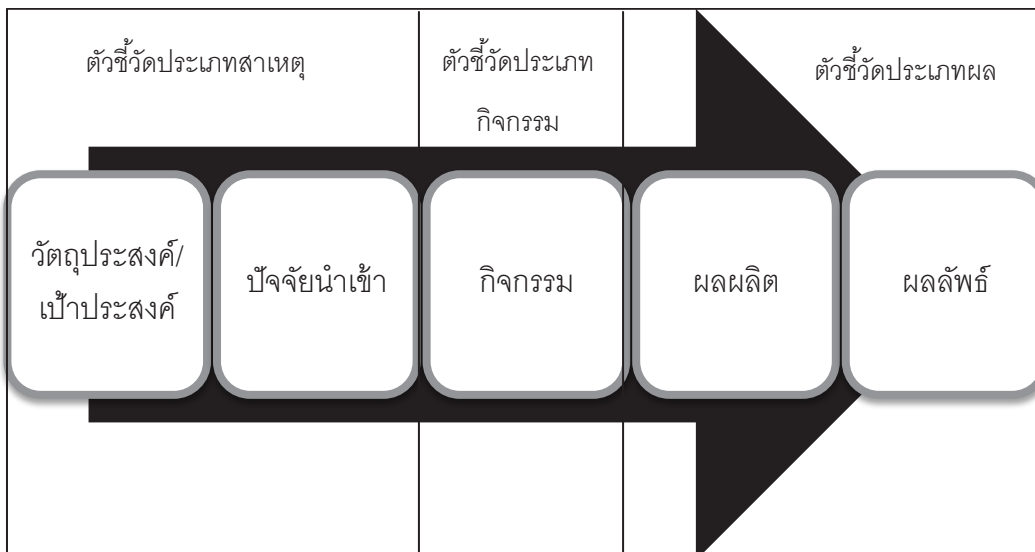 ตัวชี้วัดประเภทสาเหตุ
ตัวชี้วัดประเภท
กิจกรรม
ตัวชี้วัดประเภทผล
วัตถุประสงค์/
เป้าประสงค์
ปัจจัยนำเข้า
กิจกรรม
ผลผลิต
ผลลัพธ์